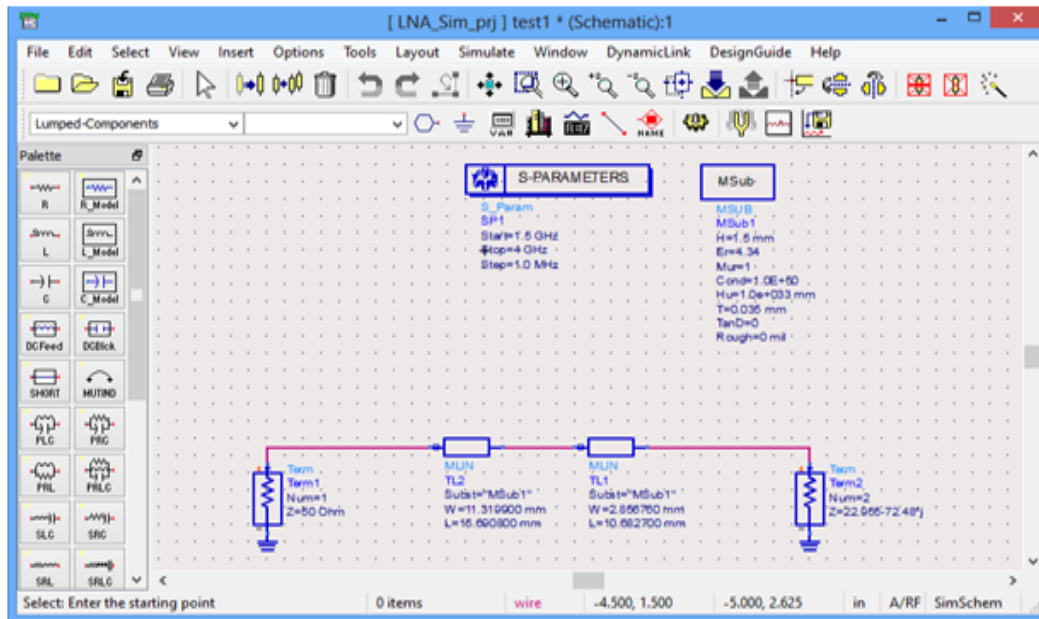 [ LNA_Sim_prj ] test1 * (Schematic):1
File Edit Select View Insert Options Tools Layout Simulate Window DynamicLink DesignGuide Help
VAR
NAME
Lumped-Components
Palette
R R_Model
L L_Model
C C_Model
DCFeed DCBlck
SHORT MUTIND
PLC PRC
PRL PRLC
SLC SRC
SRL SRLC
S-PARAMETERS
S_Param
SP1
Start=1.5 GHz
Stop=4 GHz
Step=1.0 MHz
MSub
MSUB
MSub1
H=1.5 mm
Er=4.34
Mur=1
Cond=1.0E+50
Hu=1.0e+033 mm
T=0.035 mm
TanD=0
Rough=0 mil
Term
Term1
Num=1
Z=50 Ohm
MLIN
TL2
Subst="MSub1"
W=11.319900 mm
L=15.690800 mm
MLIN
TL1
Subst="MSub1"
W=2.856760 mm
L=10.682700 mm
Term
Term2
Num=2
Z=22.966-72.48*j
Select: Enter the starting point 0 items wire -4.500, 1.500 -5.000, 2.625 in A/RF SimSchem